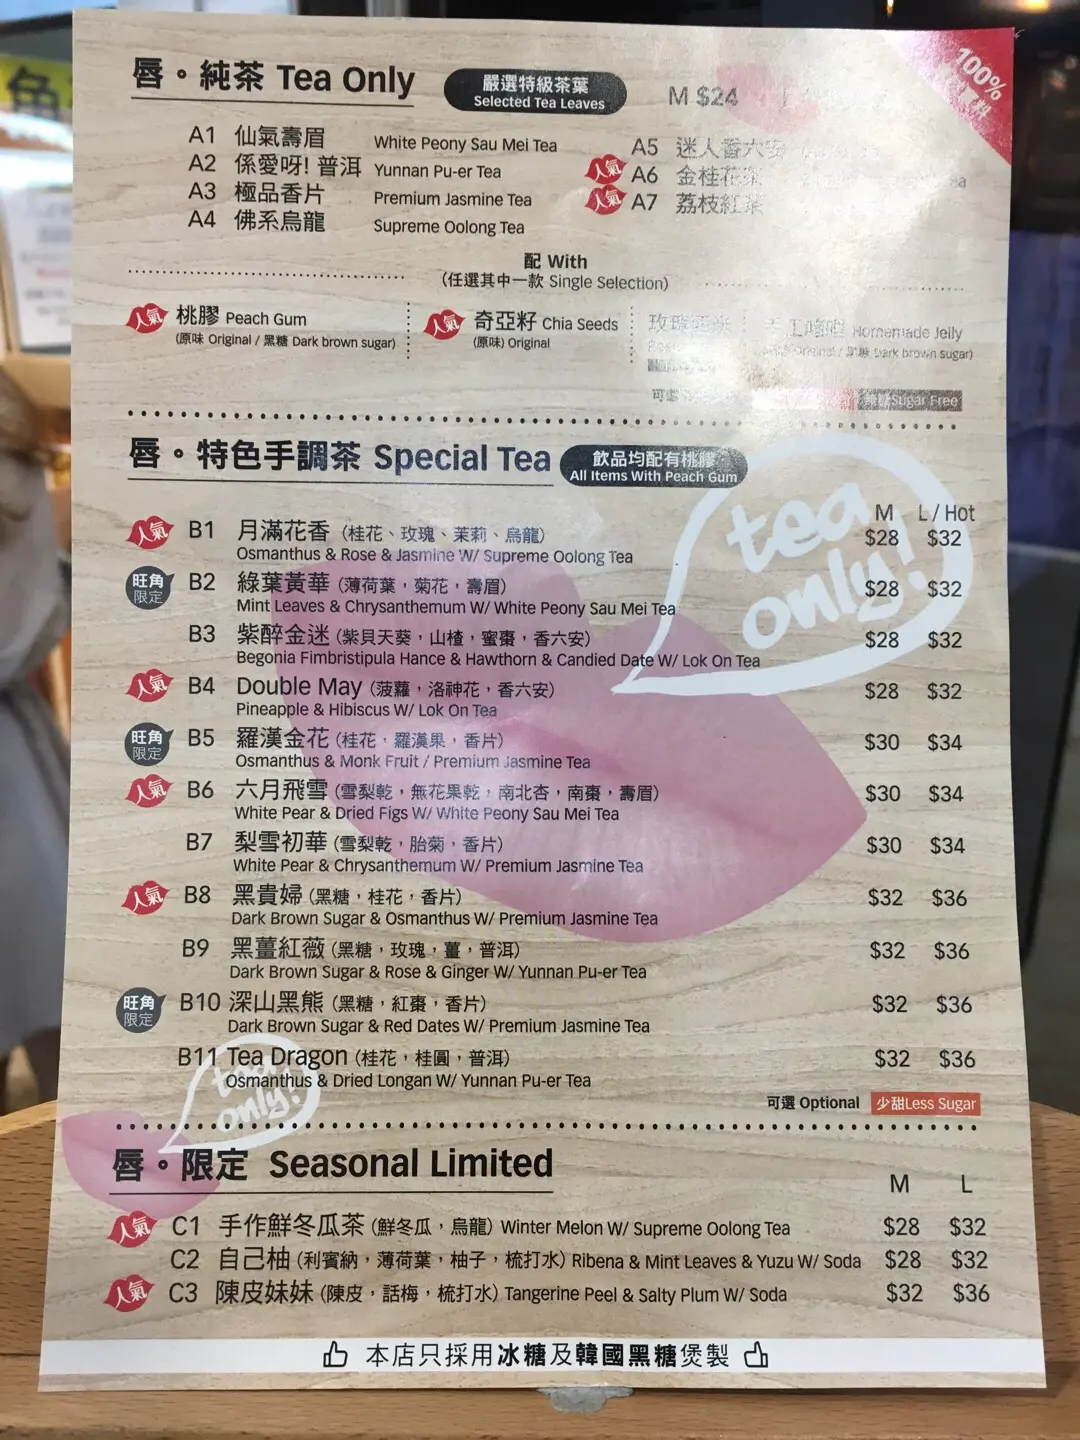 唇。純茶 Tea Only
嚴選特級茶葉
Selected Tea Leaves
M $24
100%
A1 仙氣壽眉 White Peony Sau Mei Tea
A2 係愛呀! 普洱 Yunnan Pu-er Tea
A3 極品香片 Premium Jasmine Tea
A4 佛系烏龍 Supreme Oolong Tea
A5 迷人香六安
人氣 A6 金桂花茶
人氣 A7 荔枝紅茶
配 With
(任選其中一款 Single Selection)
人氣 桃膠 Peach Gum
(原味 Original / 黑糖 Dark brown sugar)
人氣 奇亞籽 Chia Seeds
(原味) Original
Homemade Jelly
Original / 黑糖 Dark brown sugar)
Sugar Free
唇。特色手調茶 Special Tea
飲品均配有桃膠
All Items With Peach Gum
tea only!
M L / Hot
人氣 B1 月滿花香 (桂花、玫瑰、茉莉、烏龍) $28 $32
Osmanthus & Rose & Jasmine W/ Supreme Oolong Tea
旺角限定 B2 綠葉黃華 (薄荷葉，菊花，壽眉) $28 $32
Mint Leaves & Chrysanthemum W/ White Peony Sau Mei Tea
B3 紫醉金迷 (紫貝天葵，山楂，蜜棗，香六安) $28 $32
Begonia Fimbristipula Hance & Hawthorn & Candied Date W/ Lok On Tea
人氣 B4 Double May (菠蘿，洛神花，香六安) $28 $32
Pineapple & Hibiscus W/ Lok On Tea
旺角限定 B5 羅漢金花 (桂花，羅漢果，香片) $30 $34
Osmanthus & Monk Fruit / Premium Jasmine Tea
人氣 B6 六月飛雪 (雪梨乾，無花果乾，南北杏，南棗，壽眉) $30 $34
White Pear & Dried Figs W/ White Peony Sau Mei Tea
B7 梨雪初華 (雪梨乾，胎菊，香片) $30 $34
White Pear & Chrysanthemum W/ Premium Jasmine Tea
人氣 B8 黑貴婦 (黑糖，桂花，香片) $32 $36
Dark Brown Sugar & Osmanthus W/ Premium Jasmine Tea
B9 黑薑紅薇 (黑糖，玫瑰，薑，普洱) $32 $36
Dark Brown Sugar & Rose & Ginger W/ Yunnan Pu-er Tea
旺角限定 B10 深山黑熊 (黑糖，紅棗，香片) $32 $36
Dark Brown Sugar & Red Dates W/ Premium Jasmine Tea
B11 Tea Dragon (桂花，桂圓，普洱) $32 $36
Osmanthus & Dried Longan W/ Yunnan Pu-er Tea
tea only!
可選 Optional 少甜Less Sugar
唇。限定 Seasonal Limited
M L
人氣 C1 手作鮮冬瓜茶 (鮮冬瓜，烏龍) Winter Melon W/ Supreme Oolong Tea $28 $32
C2 自己柚 (利賓納，薄荷葉，柚子，梳打水) Ribena & Mint Leaves & Yuzu W/ Soda $28 $32
人氣 C3 陳皮妹妹 (陳皮，話梅，梳打水) Tangerine Peel & Salty Plum W/ Soda $32 $36
本店只採用冰糖及韓國黑糖煲製